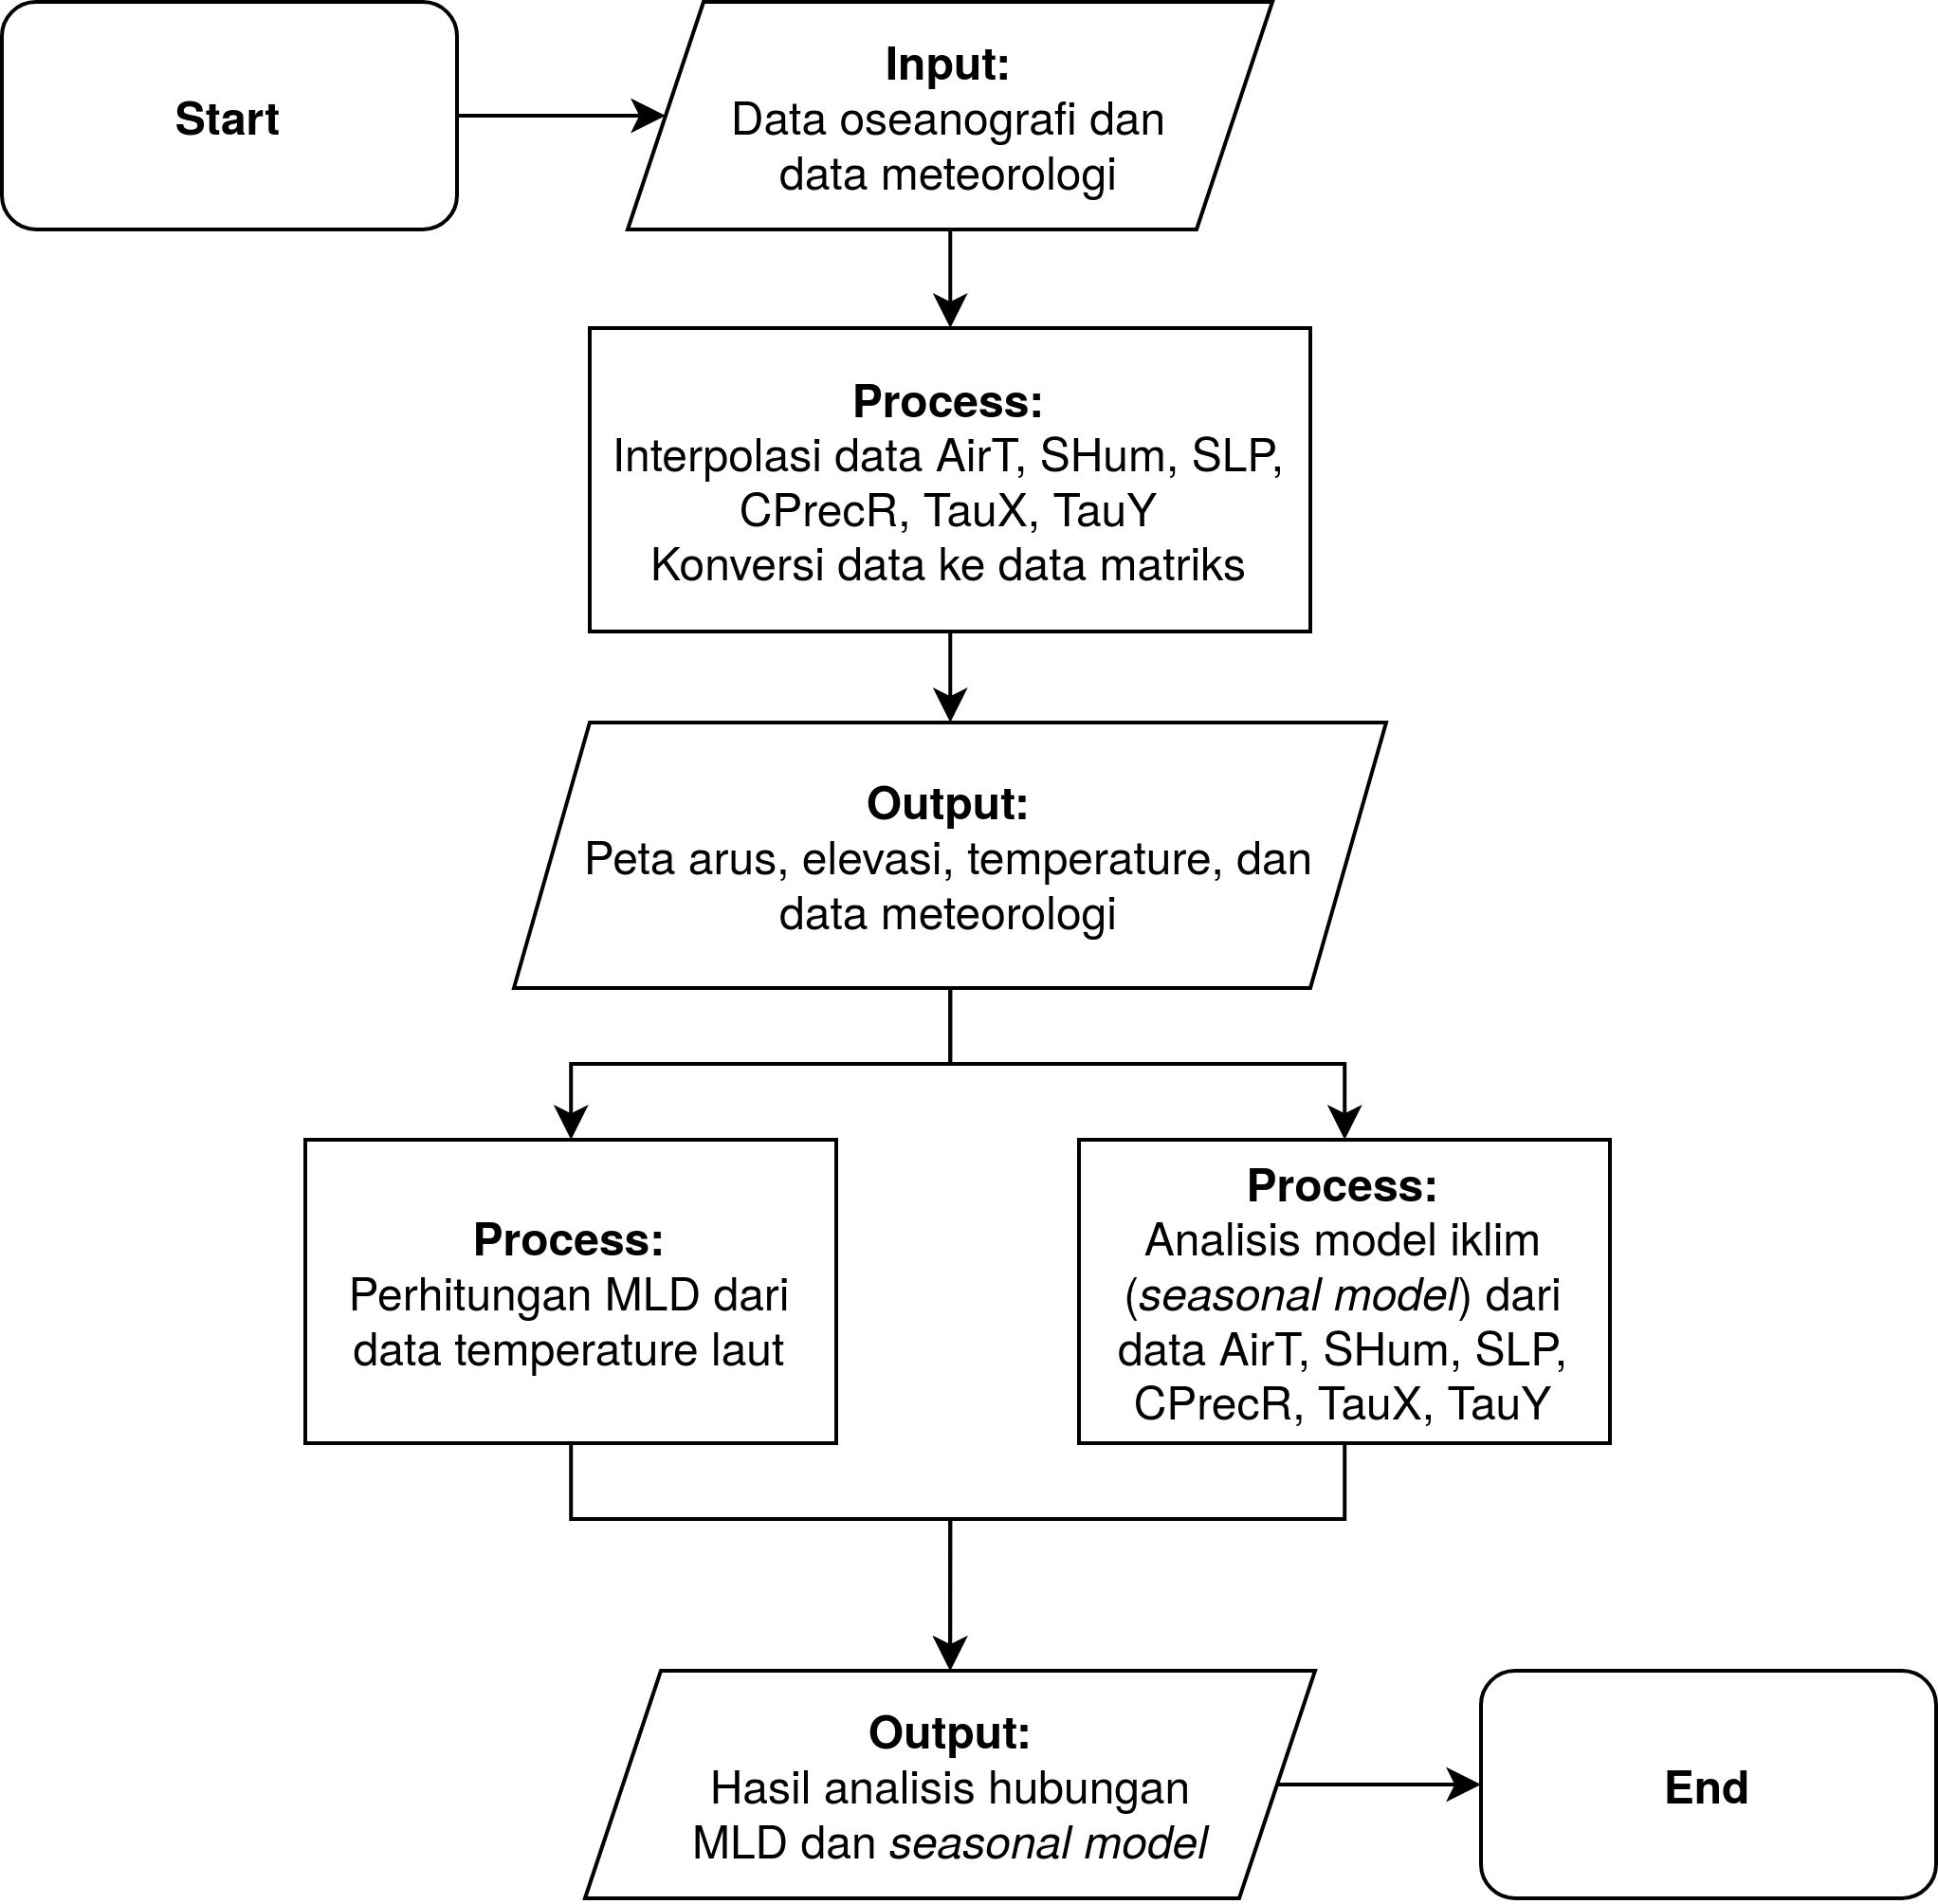 Start
Input:
Data oseanografi dan
data meteorologi
Process:
Interpolasi data AirT, SHum, SLP,
CPrecR, TauX, TauY
Konversi data ke data matriks
Output:
Peta arus, elevasi, temperature, dan
data meteorologi
Process:
Perhitungan MLD dari
data temperature laut
Process:
Analisis model iklim
(seasonal model) dari
data AirT, SHum, SLP,
CPrecR, TauX, TauY
Output:
Hasil analisis hubungan
MLD dan seasonal model
End